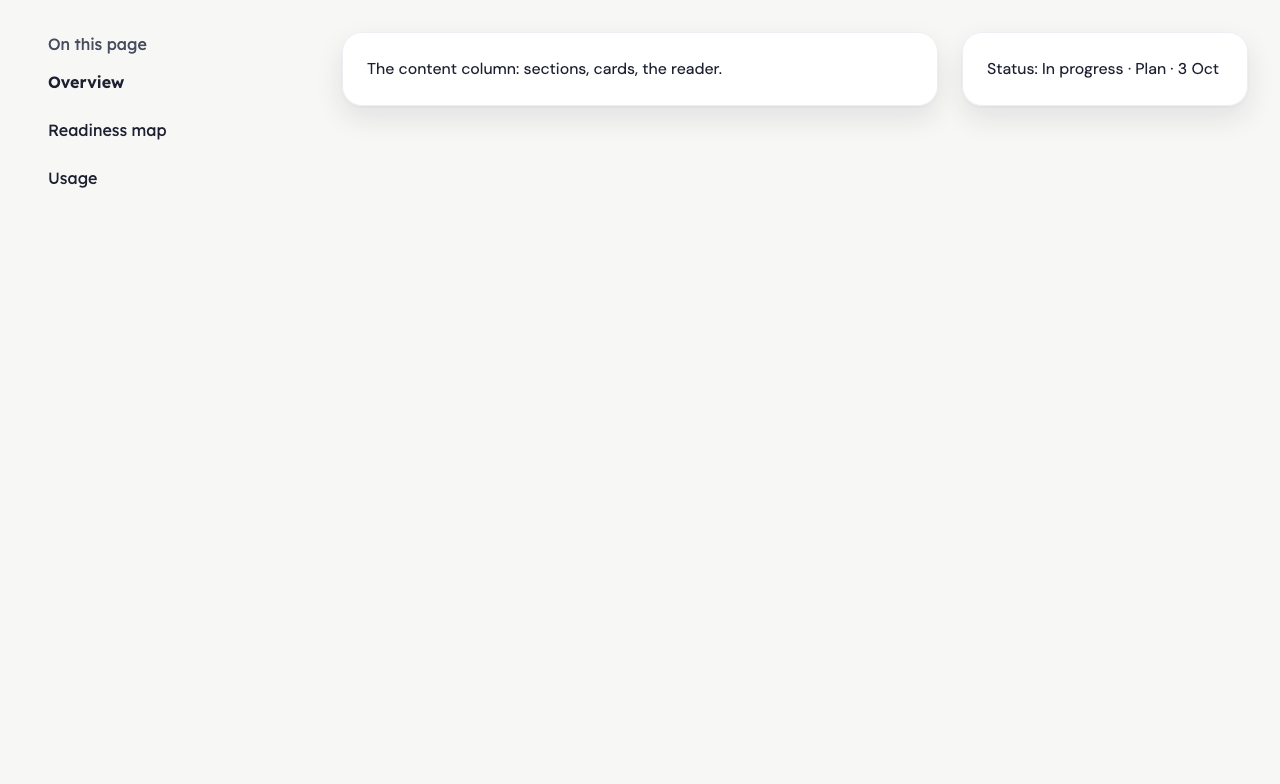 On this page
Overview
Readiness map
Usage
The content column: sections, cards, the reader.
Status: In progress · Plan · 3 Oct